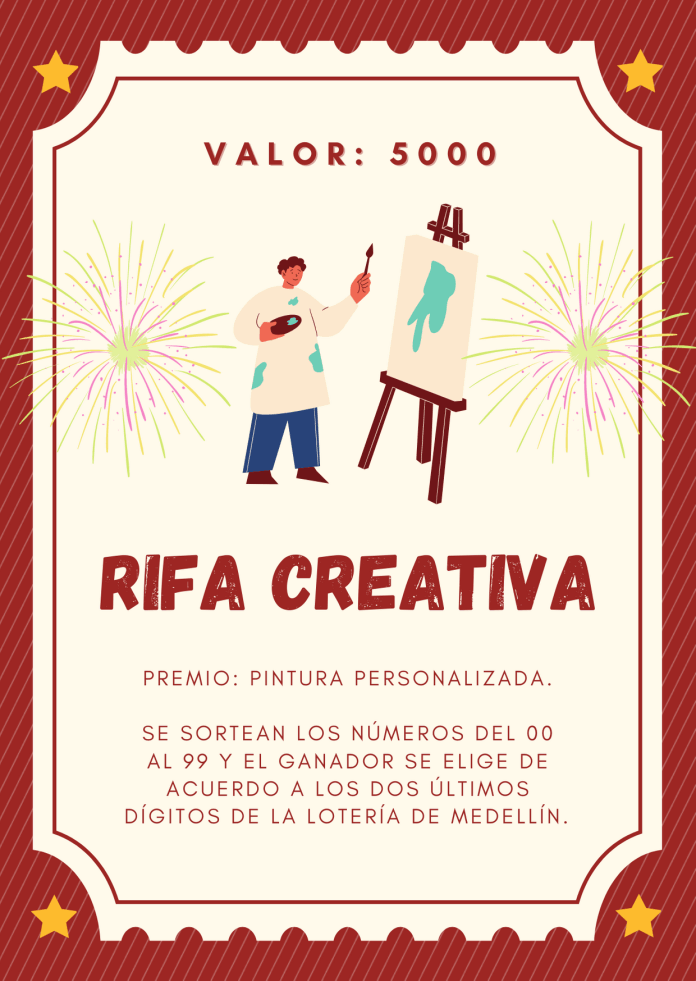 VALOR: 5000
RIFA CREATIVA
PREMIO: PINTURA PERSONALIZADA.
SE SORTEAN LOS NÚMEROS DEL 00
AL 99 Y EL GANADOR SE ELIGE DE
ACUERDO A LOS DOS ÚLTIMOS
DÍGITOS DE LA LOTERÍA DE MEDELLÍN.